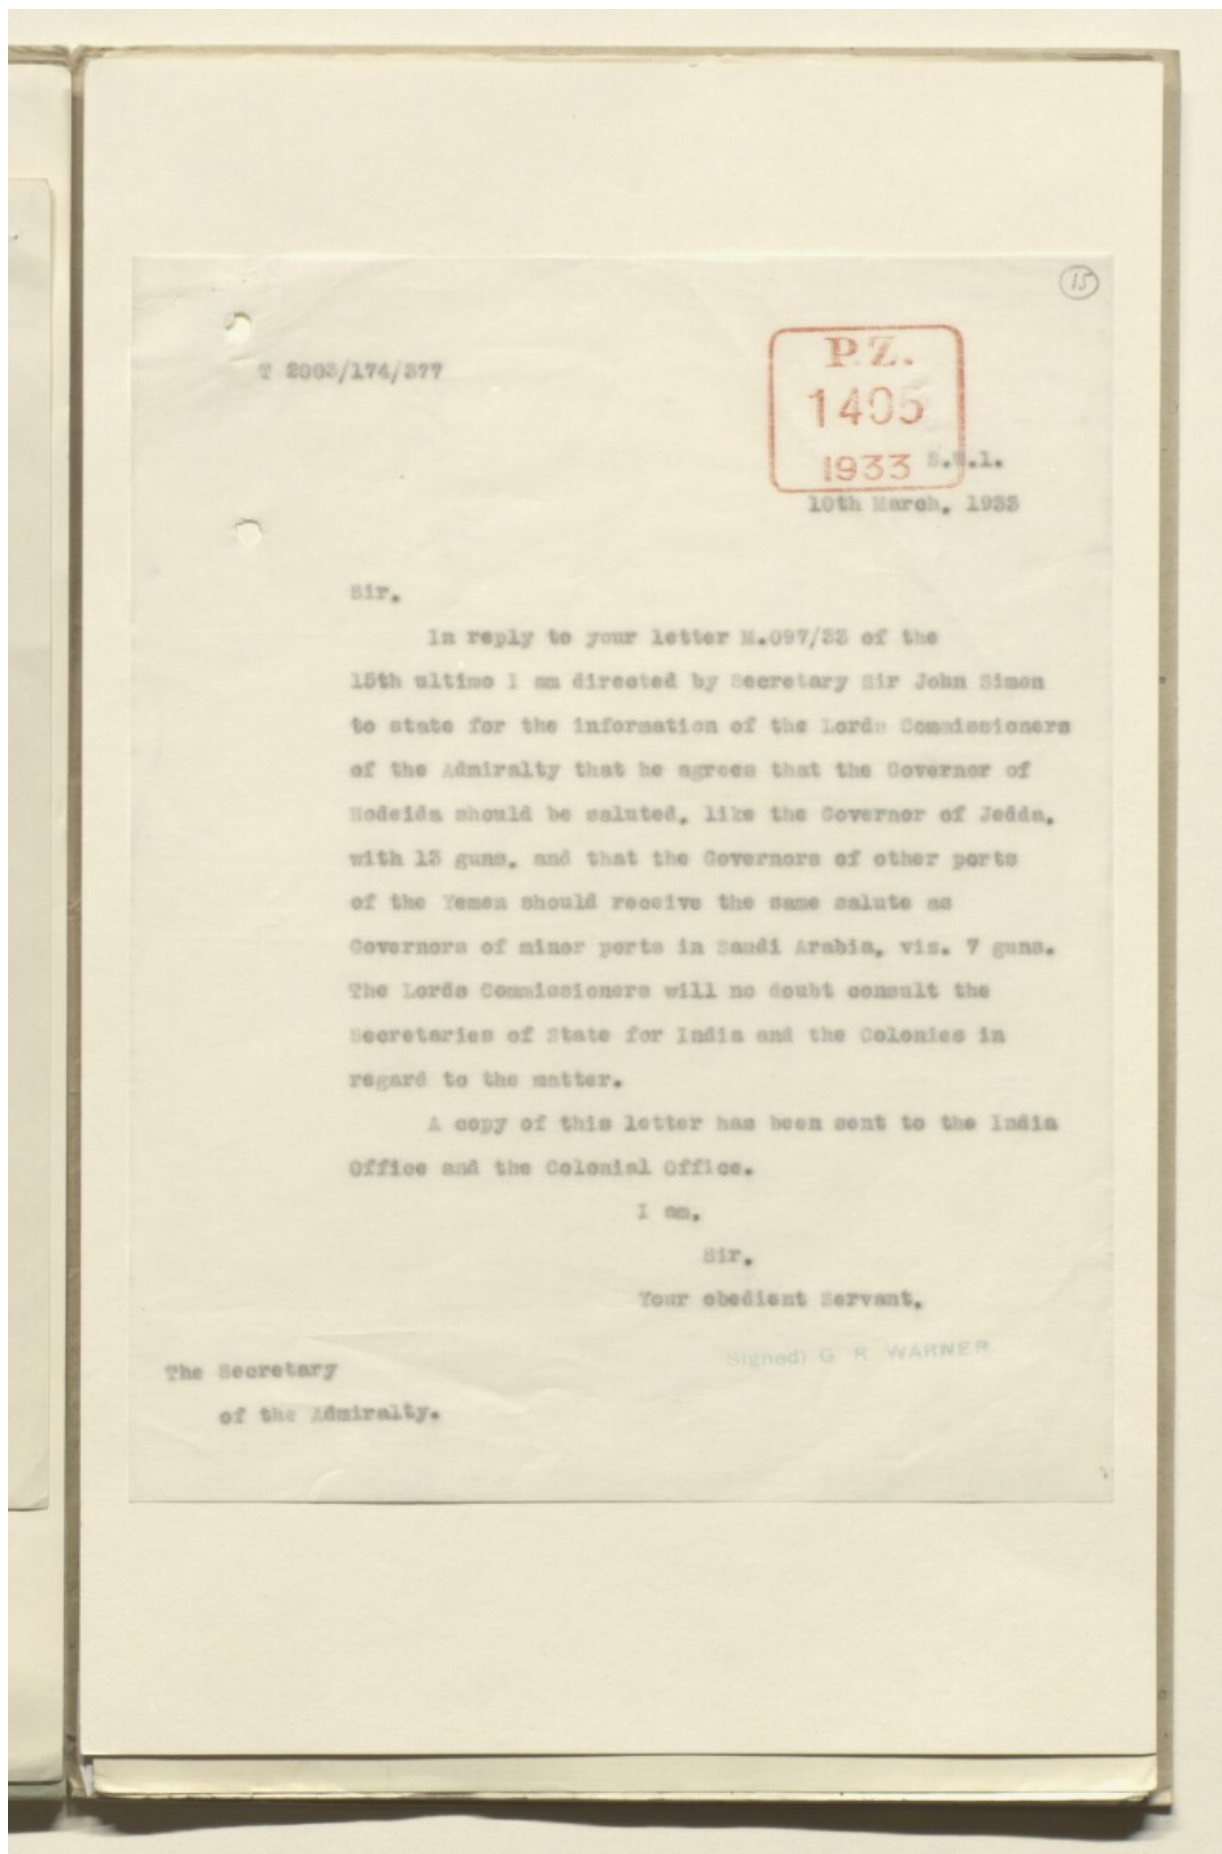 15
T 2003/174/377
P.Z.
1405
1933
S.W.1.
10th March, 1933
Sir,
In reply to your letter M.097/33 of the
15th ultimo I am directed by Secretary Sir John Simon
to state for the information of the Lords Commissioners
of the Admiralty that he agrees that the Governor of
Hodeida should be saluted, like the Governor of Jedda,
with 13 guns, and that the Governors of other ports
of the Yemen should receive the same salute as
Governors of minor ports in Saudi Arabia, viz. 7 guns.
The Lords Commissioners will no doubt consult the
Secretaries of State for India and the Colonies in
regard to the matter.
A copy of this letter has been sent to the India
Office and the Colonial Office.
I am,
Sir,
Your obedient Servant,
Signed) G R WARNER
The Secretary
of the Admiralty.